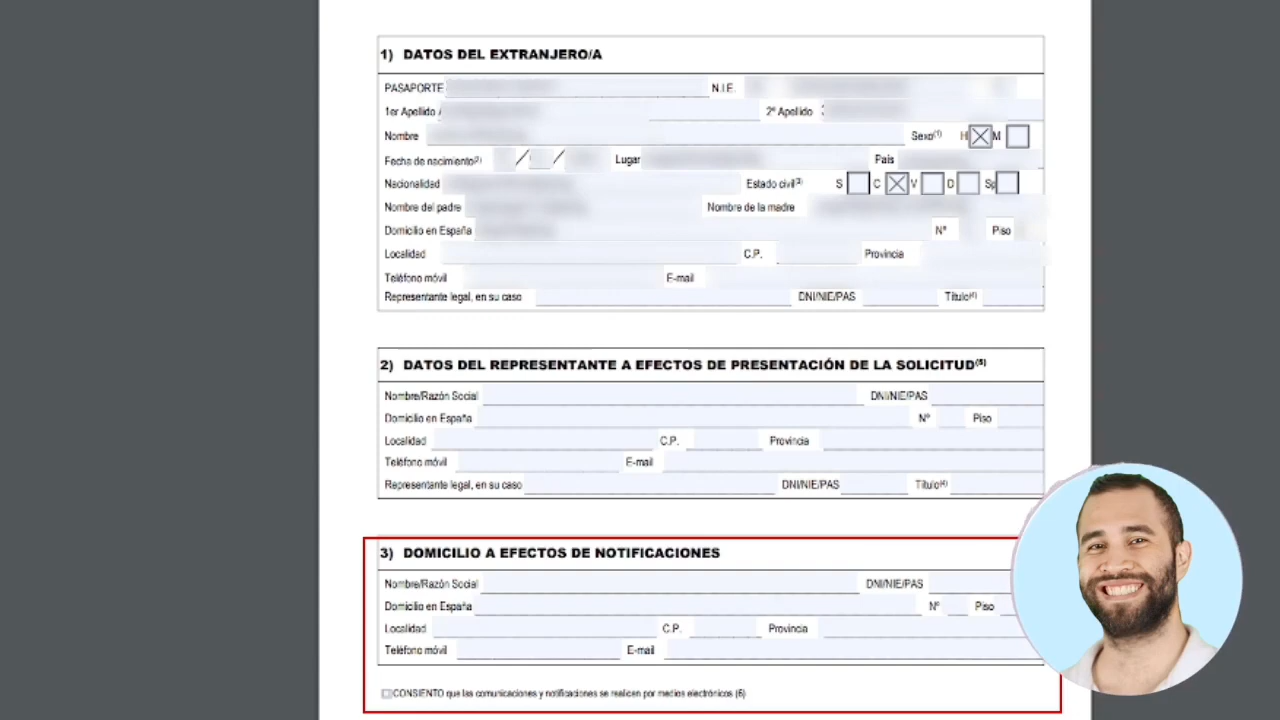 1) DATOS DEL EXTRANJERO/A
PASAPORTE N.I.E.
1er Apellido 2º Apellido
Nombre Sexo(1) H M
Fecha de nacimiento(2) / / Lugar País
Nacionalidad Estado civil(3) S C V D Sp
Nombre del padre Nombre de la madre
Domicilio en España Nº Piso
Localidad C.P. Provincia
Teléfono móvil E-mail
Representante legal, en su caso DNI/NIE/PAS Título(4)
2) DATOS DEL REPRESENTANTE A EFECTOS DE PRESENTACIÓN DE LA SOLICITUD(5)
Nombre/Razón Social DNI/NIE/PAS
Domicilio en España Nº Piso
Localidad C.P. Provincia
Teléfono móvil E-mail
Representante legal, en su caso DNI/NIE/PAS Título(4)
3) DOMICILIO A EFECTOS DE NOTIFICACIONES
Nombre/Razón Social DNI/NIE/PAS
Domicilio en España Nº Piso
Localidad C.P. Provincia
Teléfono móvil E-mail
CONSIENTO que las comunicaciones y notificaciones se realicen por medios electrónicos (6)